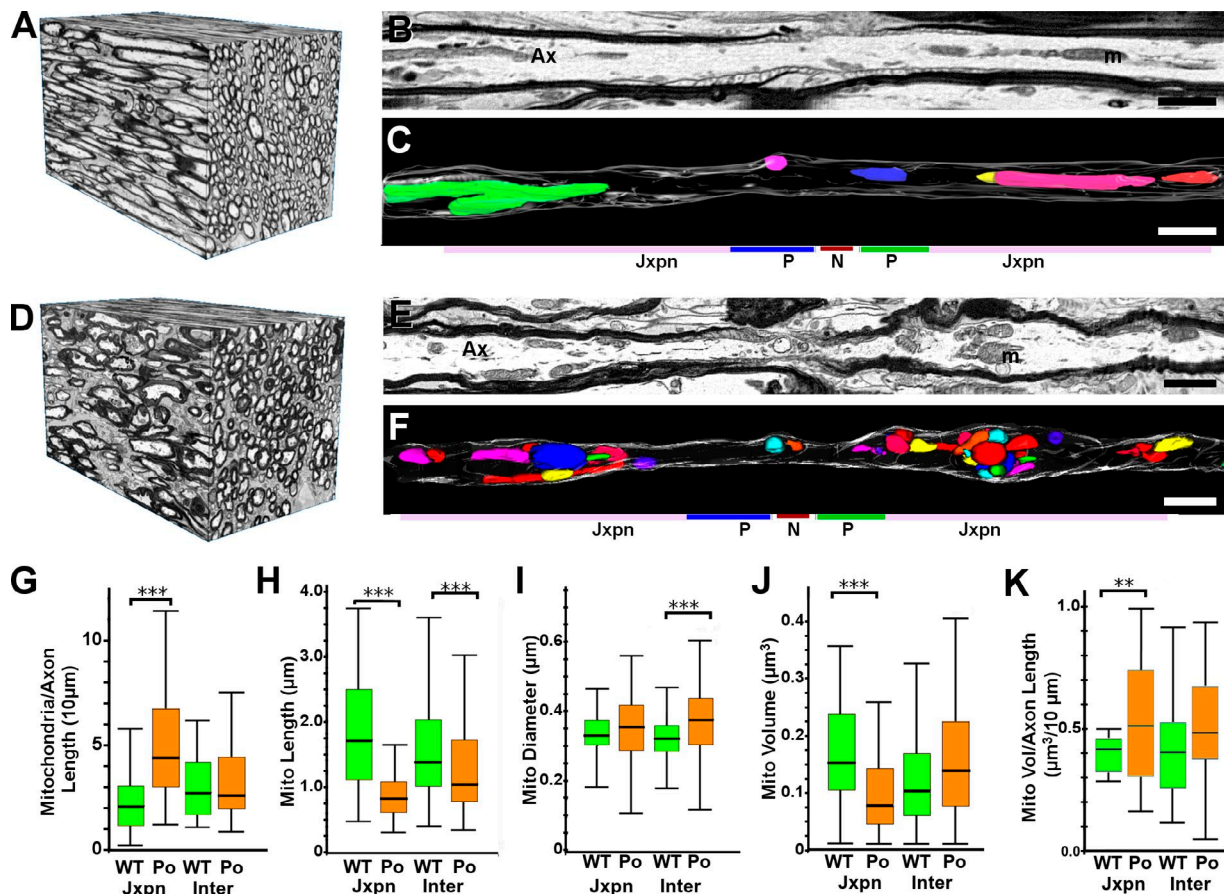 A
B
Ax
m
C
Jxpn P N P Jxpn
D
E
Ax
m
F
Jxpn P N P Jxpn
G
Mitochondria/Axon
Length (10µm)
10
5
0
***
WT Po WT Po
Jxpn Inter
H
Mito Length (µm)
4.0
3.0
2.0
1.0
0
***
***
WT Po WT Po
Jxpn Inter
I
Mito Diameter (µm)
0.6
0.4
0.2
0
***
WT Po WT Po
Jxpn Inter
J
Mito Volume (µm³)
0.4
0.3
0.2
0.1
0
***
WT Po WT Po
Jxpn Inter
K
Mito Vol/Axon Length
(µm³/10 µm)
1.0
0.5
0.0
**
WT Po WT Po
Jxpn Inter